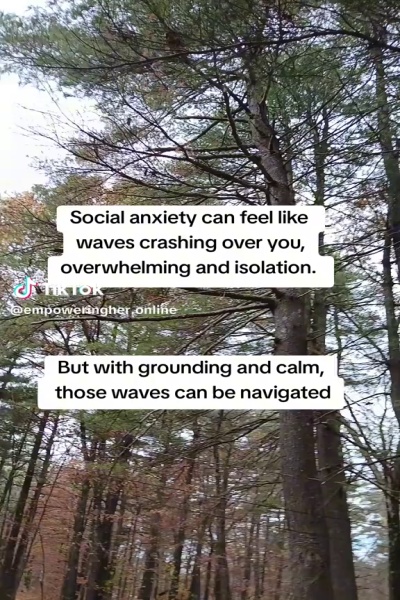 Social anxiety can feel like
waves crashing over you,
overwhelming and isolation.
TikTok
@empoweringher.online
But with grounding and calm,
those waves can be navigated